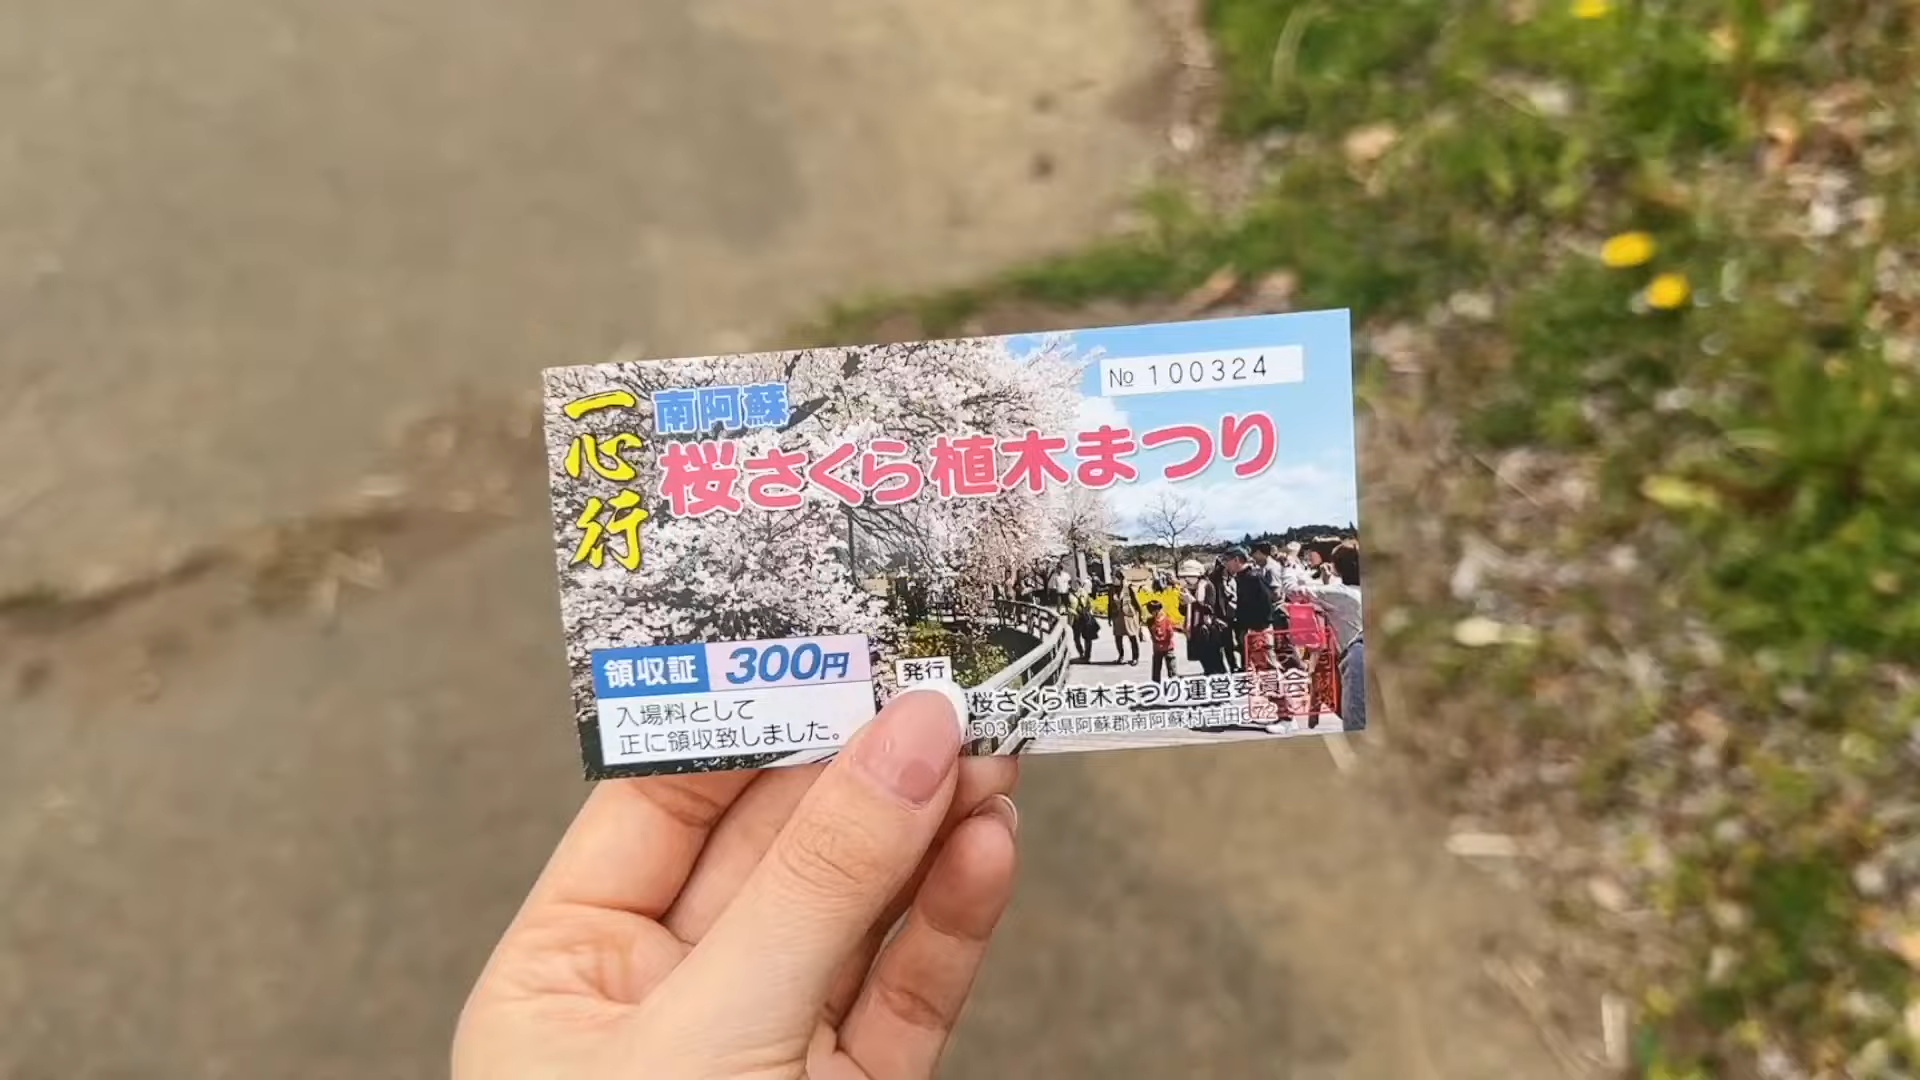 一心行
南阿蘇
桜さくら植木まつり
№ 100324
領収証 300円
入場料として
正に領収致しました。
発行
桜さくら植木まつり運営委員会
503 熊本県阿蘇郡南阿蘇村吉田672